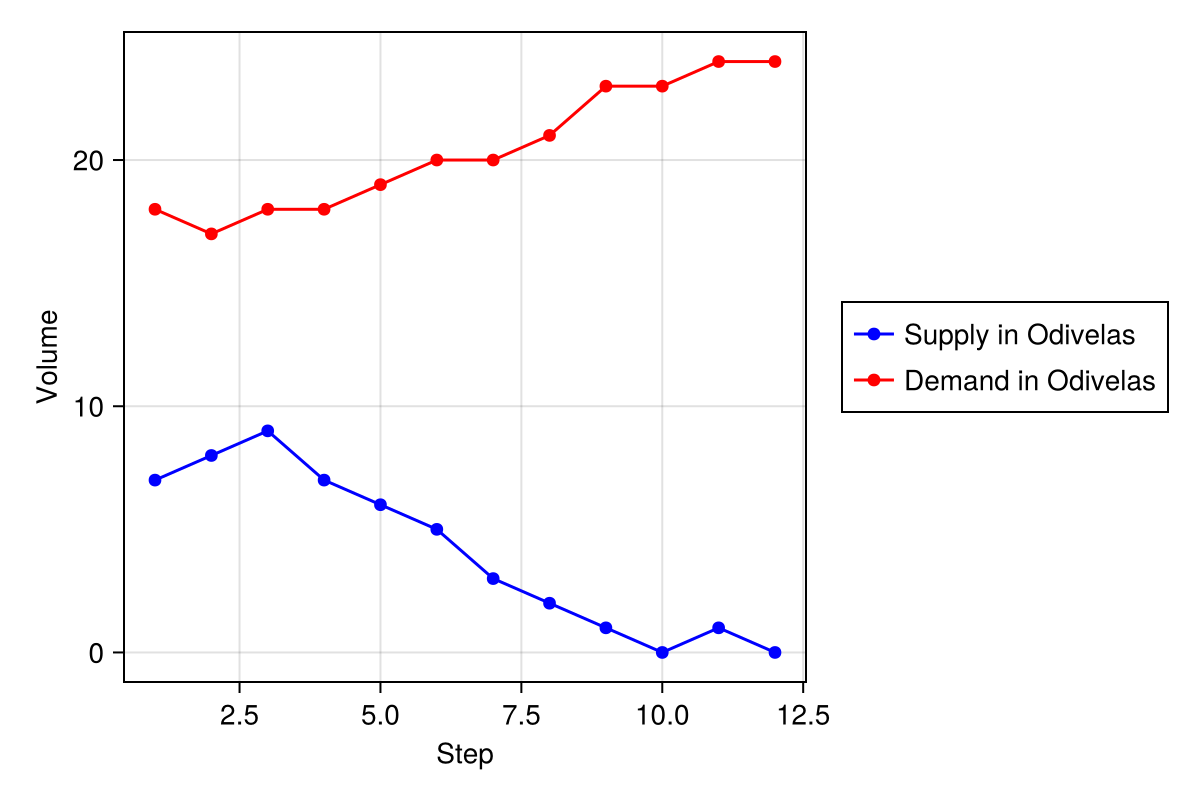 20
10
0
Volume
2.5 5.0 7.5 10.0 12.5
Step
Supply in Odivelas
Demand in Odivelas